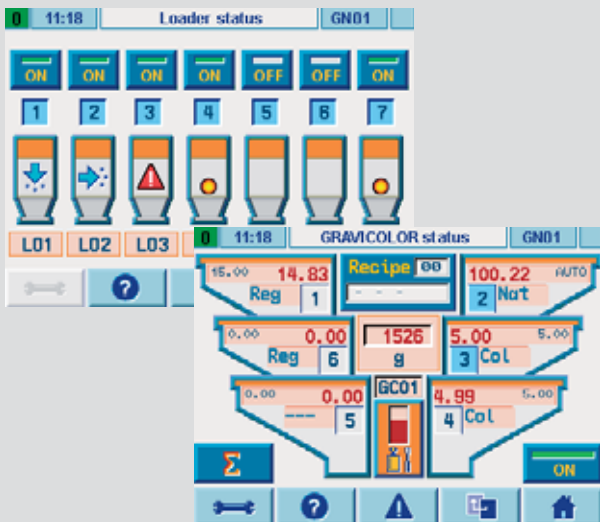 0 11:18 Loader status GN01
ON ON ON ON OFF OFF ON
1 2 3 4 5 6 7
L01 L02 L03
?
0 11:18 GRAVICOLOR status GN01
15.00 14.83 Recipe 00 100.22 AUTO
Reg 1 - - - 2 Nat
0.00 0.00 1526 5.00 5.00
Reg 6 g 3 Col
0.00 0.00 GC01 4.99 5.00
--- 5 4 Col
Σ ON
?